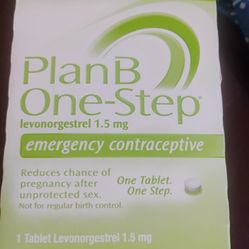 Plan B
One-Step®
levonorgestrel 1.5 mg
emergency contraceptive
Reduces chance of
pregnancy after
unprotected sex.
Not for regular birth control.
One Tablet.
One Step.
1 Tablet Levonorgestrel 1.5 mg